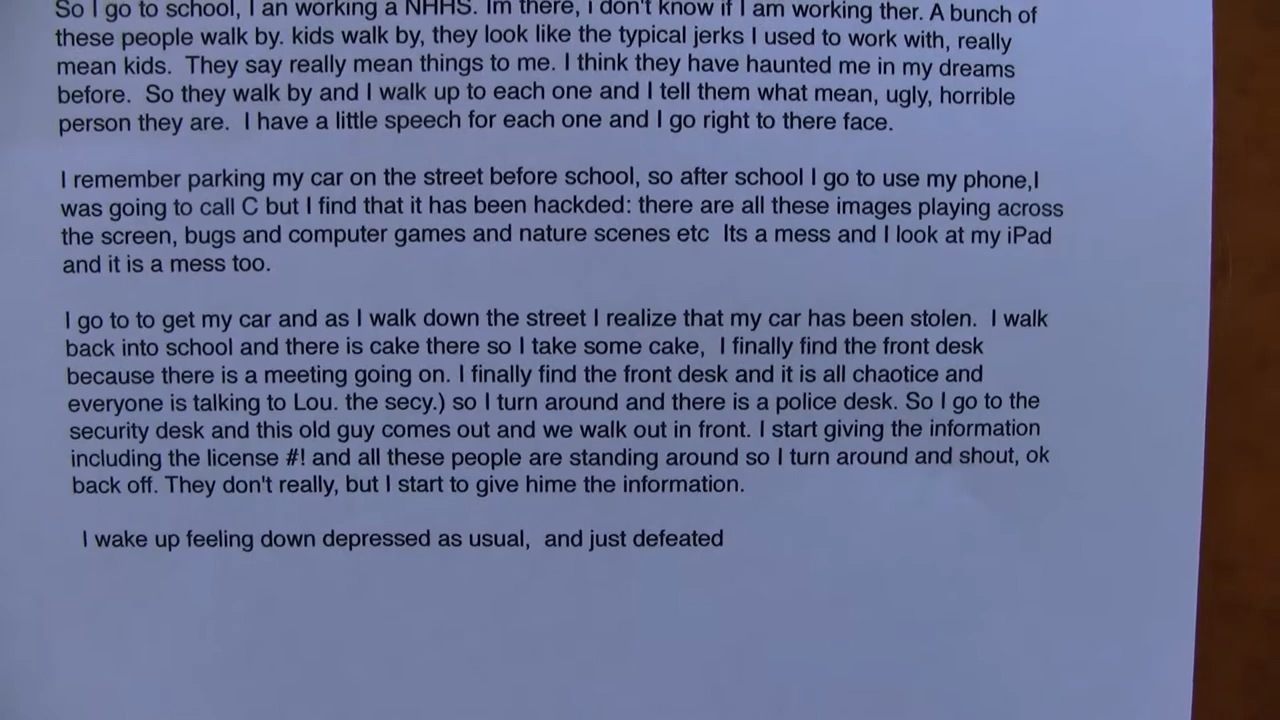 So I go to school, I an working a NHHS. Im there, i don't know if I am working ther. A bunch of
these people walk by. kids walk by, they look like the typical jerks I used to work with, really
mean kids.  They say really mean things to me. I think they have haunted me in my dreams
before.  So they walk by and I walk up to each one and I tell them what mean, ugly, horrible
person they are.  I have a little speech for each one and I go right to there face.
I remember parking my car on the street before school, so after school I go to use my phone,I
was going to call C but I find that it has been hackded: there are all these images playing across
the screen, bugs and computer games and nature scenes etc  Its a mess and I look at my iPad
and it is a mess too.
I go to to get my car and as I walk down the street I realize that my car has been stolen.  I walk
back into school and there is cake there so I take some cake,  I finally find the front desk
because there is a meeting going on. I finally find the front desk and it is all chaotice and
everyone is talking to Lou. the secy.) so I turn around and there is a police desk. So I go to the
security desk and this old guy comes out and we walk out in front. I start giving the information
including the license #! and all these people are standing around so I turn around and shout, ok
back off. They don't really, but I start to give hime the information.
I wake up feeling down depressed as usual,  and just defeated